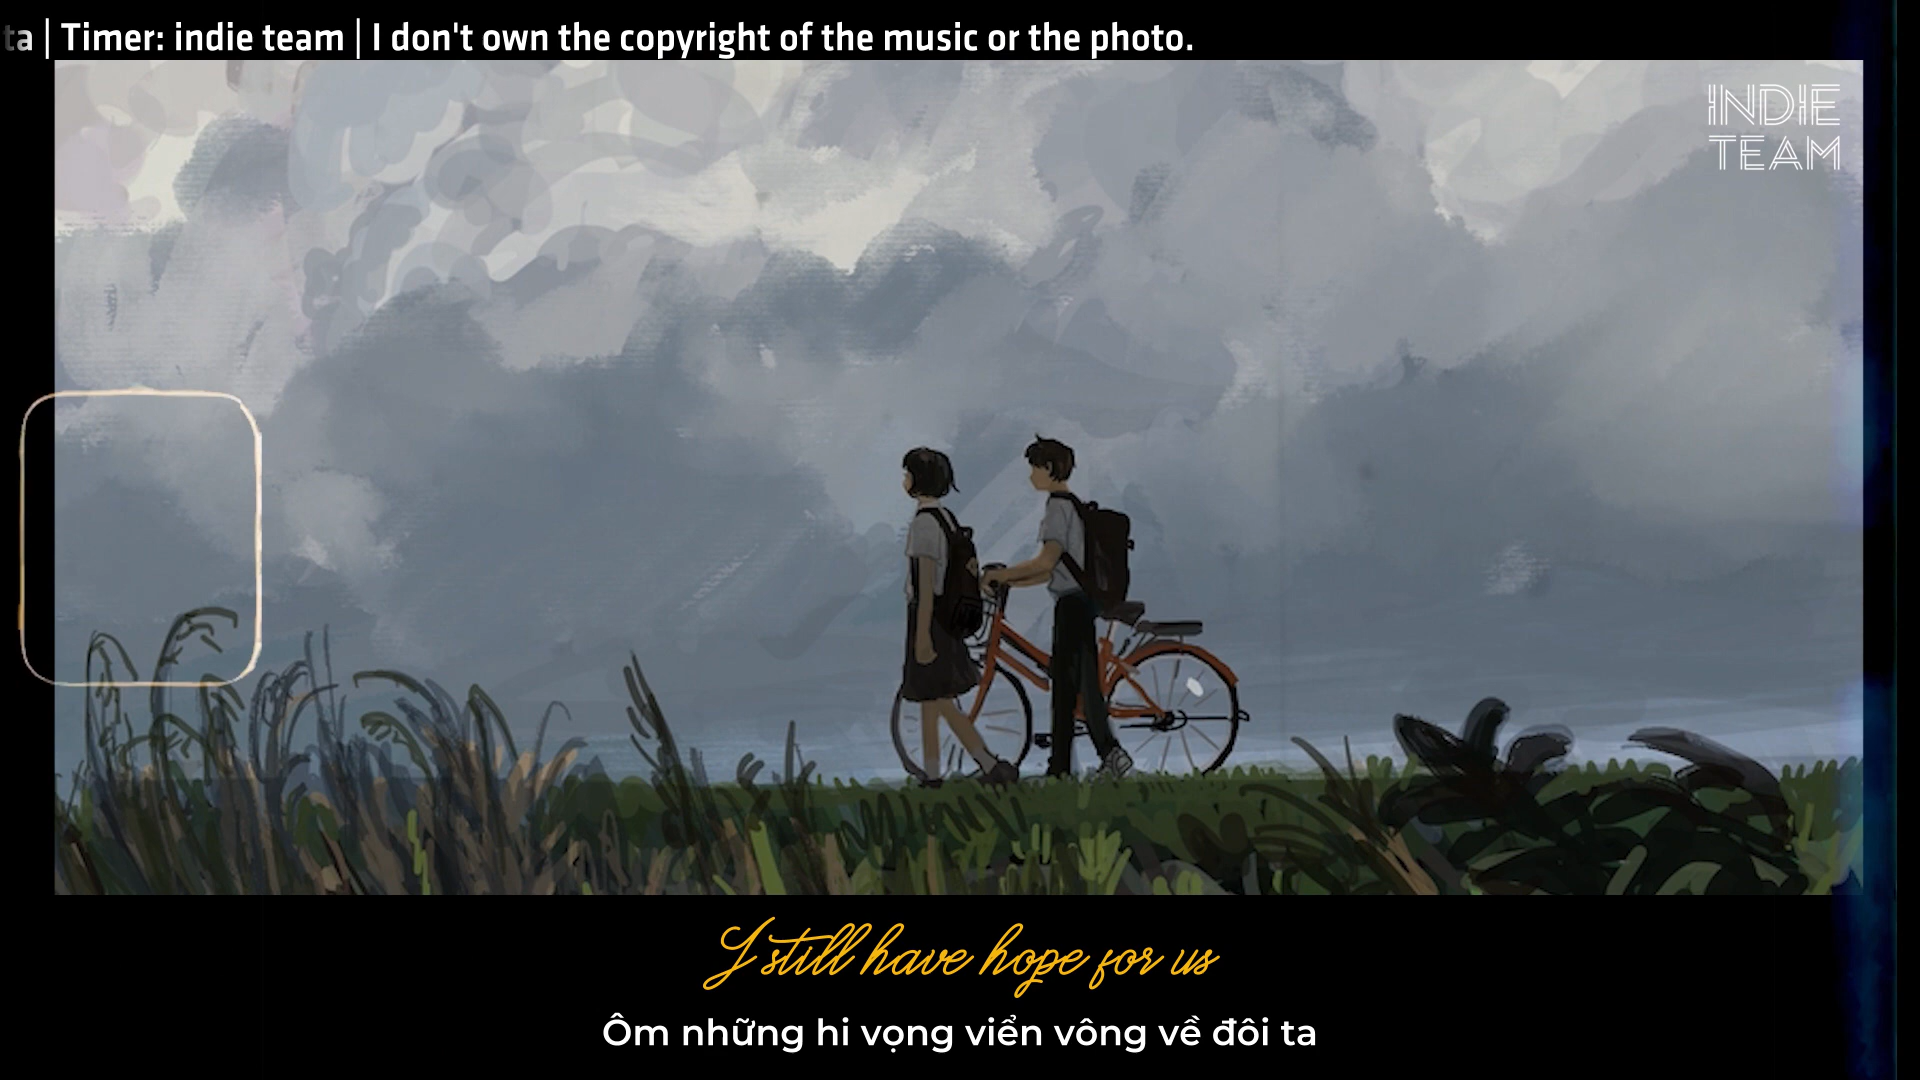 ta | Timer: indie team | I don't own the copyright of the music or the photo.
INDIE
TEAM
I still have hope for us
Ôm những hi vọng viển vông về đôi ta